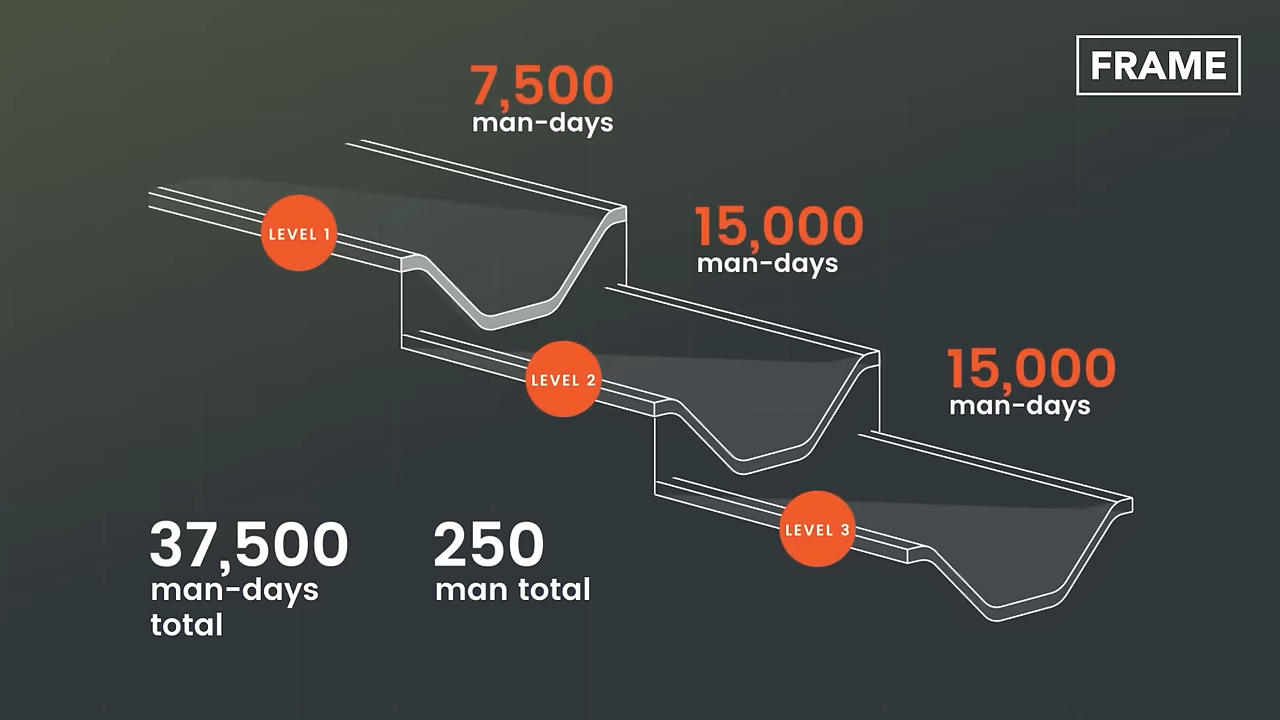 FRAME
7,500
man-days
15,000
man-days
LEVEL 1
15,000
man-days
LEVEL 2
LEVEL 3
37,500
man-days
total
250
man total